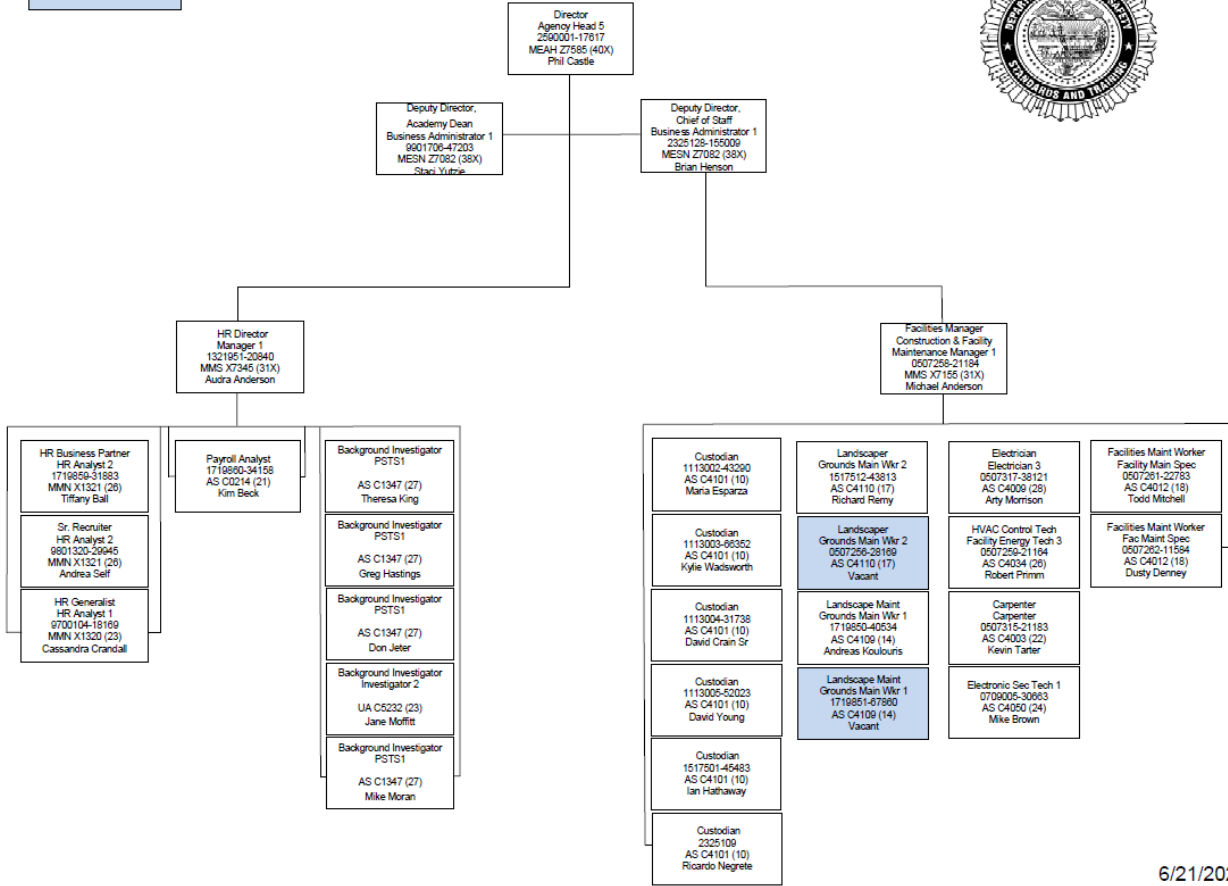 Director
Agency Head 5
2590001-17617
MEAH Z7585 (40X)
Phil Castle
STANDARDS AND TRAINING
Deputy Director,
Academy Dean
Business Administrator 1
9901706-47203
MESN Z7082 (38X)
Staci Yutzie
Deputy Director,
Chief of Staff
Business Administrator 1
2325128-155009
MESN Z7082 (38X)
Brian Henson
HR Director
Manager 1
1321951-20840
MMS X7345 (31X)
Audra Anderson
Facilities Manager
Construction & Facility
Maintenance Manager 1
0507258-21184
MMS X7155 (31X)
Michael Anderson
HR Business Partner
HR Analyst 2
1719859-31883
MMN X1321 (26)
Tiffany Ball
Sr. Recruiter
HR Analyst 2
9801320-29945
MMN X1321 (26)
Andrea Self
HR Generalist
HR Analyst 1
9700104-18169
MMN X1320 (23)
Cassandra Crandall
Payroll Analyst
1719860-34158
AS C0214 (21)
Kim Beck
Background Investigator
PSTS1
AS C1347 (27)
Theresa King
Background Investigator
PSTS1
AS C1347 (27)
Greg Hastings
Background Investigator
PSTS1
AS C1347 (27)
Don Jeter
Background Investigator
Investigator 2
UA C5232 (23)
Jane Moffitt
Background Investigator
PSTS1
AS C1347 (27)
Mike Moran
Custodian
1113002-43290
AS C4101 (10)
Maria Esparza
Custodian
1113003-66352
AS C4101 (10)
Kylie Wadsworth
Custodian
1113004-31738
AS C4101 (10)
David Crain Sr
Custodian
1113005-52023
AS C4101 (10)
David Young
Custodian
1517501-45483
AS C4101 (10)
Ian Hathaway
Custodian
2325109
AS C4101 (10)
Ricardo Negrete
Landscaper
Grounds Main Wkr 2
1517512-43813
AS C4110 (17)
Richard Remy
Landscaper
Grounds Main Wkr 2
0507256-28169
AS C4110 (17)
Vacant
Landscape Maint
Grounds Main Wkr 1
1719850-40534
AS C4109 (14)
Andreas Koulouris
Landscape Maint
Grounds Main Wkr 1
1719851-67860
AS C4109 (14)
Vacant
Electrician
Electrician 3
0507317-38121
AS C4009 (28)
Arty Morrison
HVAC Control Tech
Facility Energy Tech 3
0507259-21164
AS C4034 (26)
Robert Primm
Carpenter
Carpenter
0507315-21183
AS C4003 (22)
Kevin Tarter
Electronic Sec Tech 1
0709005-30663
AS C4050 (24)
Mike Brown
Facilities Maint Worker
Facility Main Spec
0507261-22783
AS C4012 (18)
Todd Mitchell
Facilities Maint Worker
Fac Maint Spec
0507262-11584
AS C4012 (18)
Dusty Denney
6/21/202